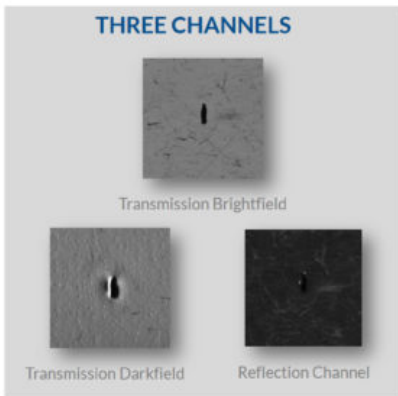 THREE CHANNELS
Transmission Brightfield
Transmission Darkfield
Reflection Channel